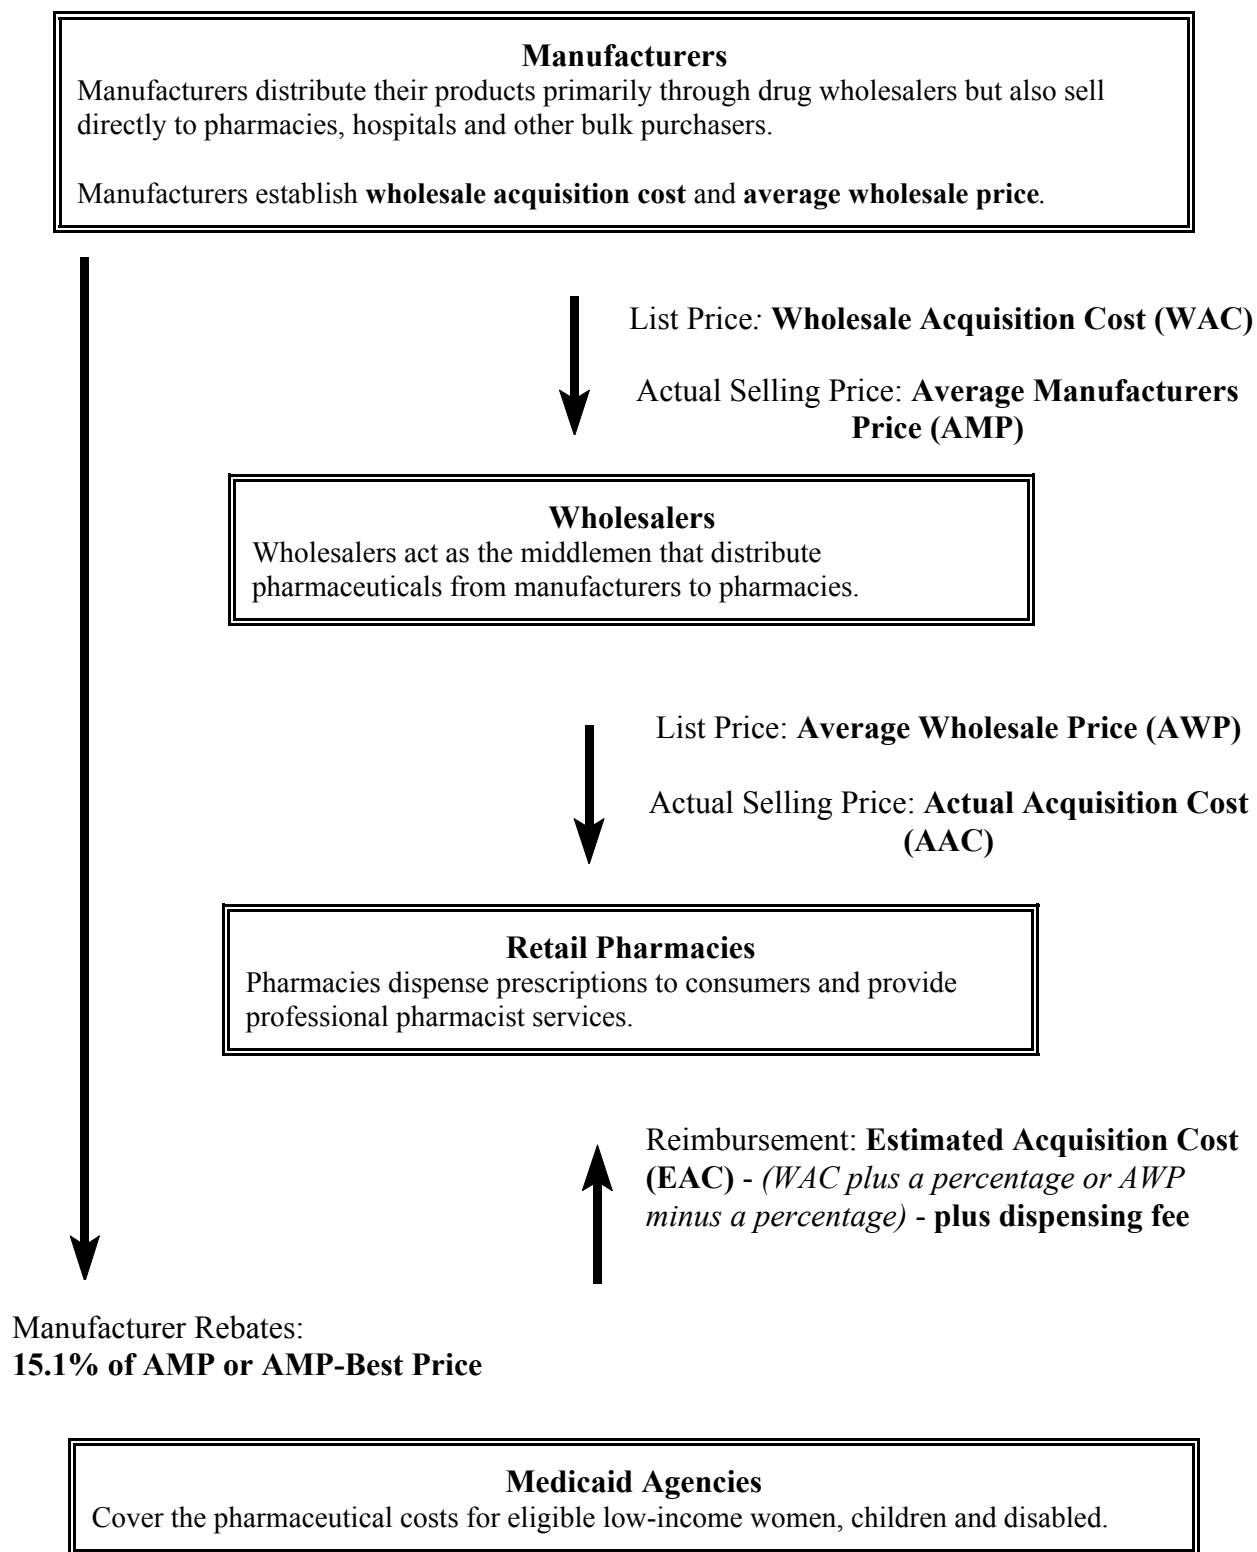 Manufacturers
Manufacturers distribute their products primarily through drug wholesalers but also sell
directly to pharmacies, hospitals and other bulk purchasers.
Manufacturers establish wholesale acquisition cost and average wholesale price.
List Price: Wholesale Acquisition Cost (WAC)
Actual Selling Price: Average Manufacturers
Price (AMP)
Wholesalers
Wholesalers act as the middlemen that distribute
pharmaceuticals from manufacturers to pharmacies.
List Price: Average Wholesale Price (AWP)
Actual Selling Price: Actual Acquisition Cost
(AAC)
Retail Pharmacies
Pharmacies dispense prescriptions to consumers and provide
professional pharmacist services.
Reimbursement: Estimated Acquisition Cost
(EAC) - (WAC plus a percentage or AWP
minus a percentage) - plus dispensing fee
Manufacturer Rebates:
15.1% of AMP or AMP-Best Price
Medicaid Agencies
Cover the pharmaceutical costs for eligible low-income women, children and disabled.